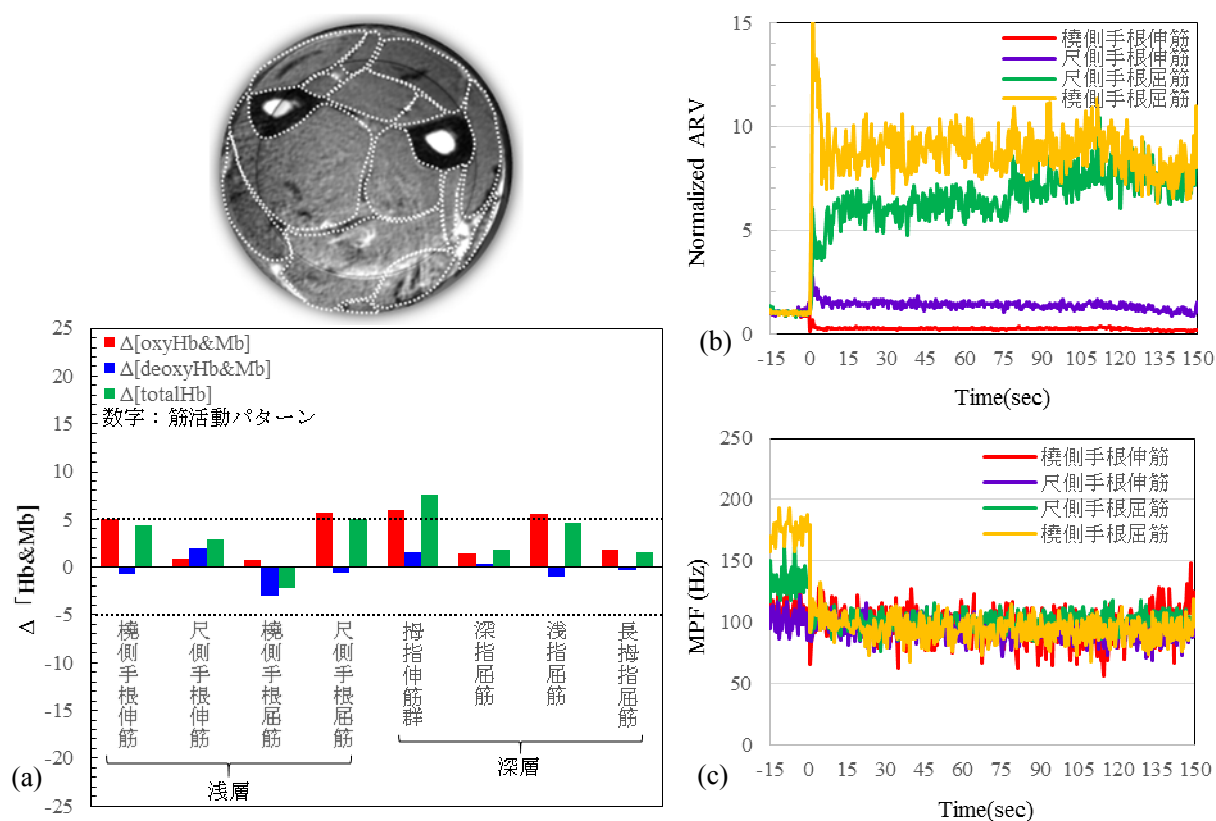 25
20
15
10
5
0
-5
-10
-15
-20
-25
Δ「Hb&Mb]
Δ[oxyHb&Mb]
Δ[deoxyHb&Mb]
Δ[totalHb]
数字：筋活動パターン
橈側手根伸筋
尺側手根伸筋
橈側手根屈筋
尺側手根屈筋
拇指伸筋群
深指屈筋
浅指屈筋
長拇指屈筋
浅層
深層
(a)
15
10
5
0
Normalized ARV
橈側手根伸筋
尺側手根伸筋
尺側手根屈筋
橈側手根屈筋
-15 0 15 30 45 60 75 90 105 120 135 150
Time(sec)
(b)
250
200
150
100
50
0
MPF (Hz)
橈側手根伸筋
尺側手根伸筋
尺側手根屈筋
橈側手根屈筋
-15 0 15 30 45 60 75 90 105 120 135 150
Time(sec)
(c)